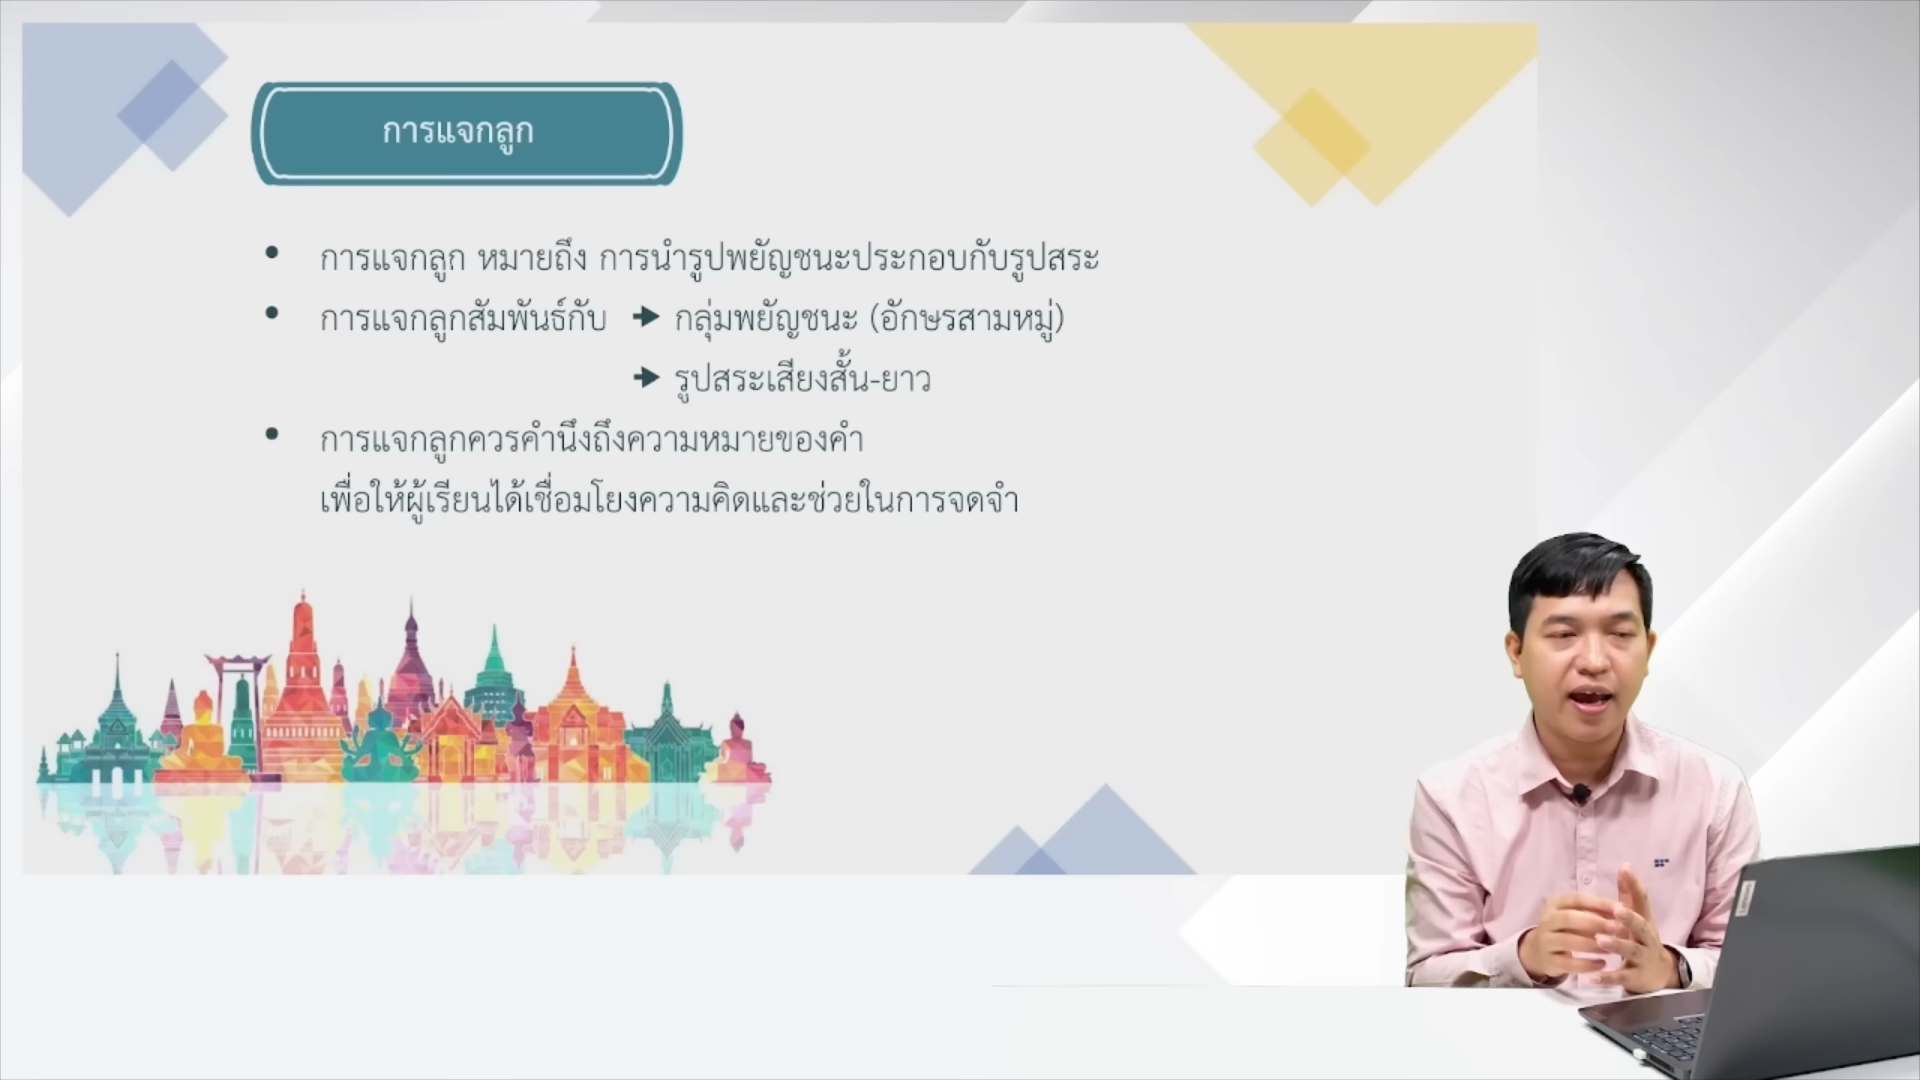 การแจกลูก
• การแจกลูก หมายถึง การนำรูปพยัญชนะประกอบกับรูปสระ
• การแจกลูกสัมพันธ์กับ → กลุ่มพยัญชนะ (อักษรสามหมู่)
→ รูปสระเสียงสั้น-ยาว
• การแจกลูกควรคำนึงถึงความหมายของคำ
เพื่อให้ผู้เรียนได้เชื่อมโยงความคิดและช่วยในการจดจำ